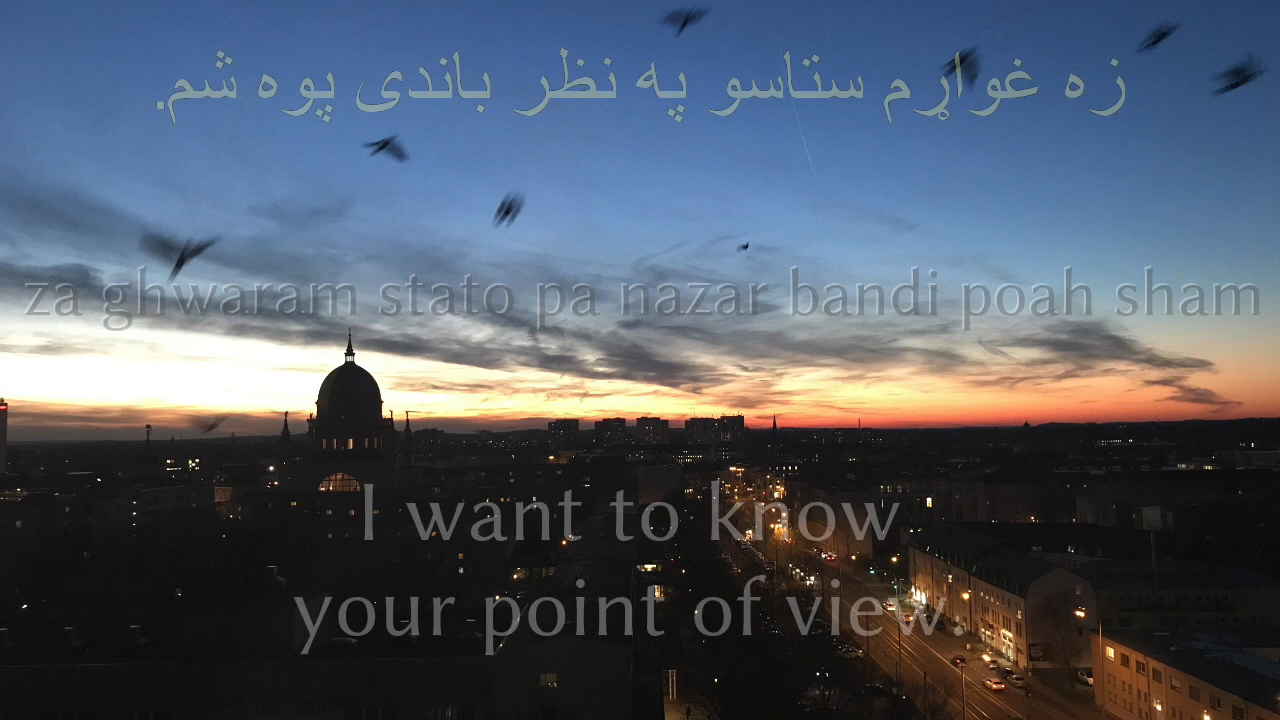 زه غواړم ستاسو په نظر باندی پوه شم.
za ghwaram stato pa nazar bandi poah sham
I want to know
your point of view.